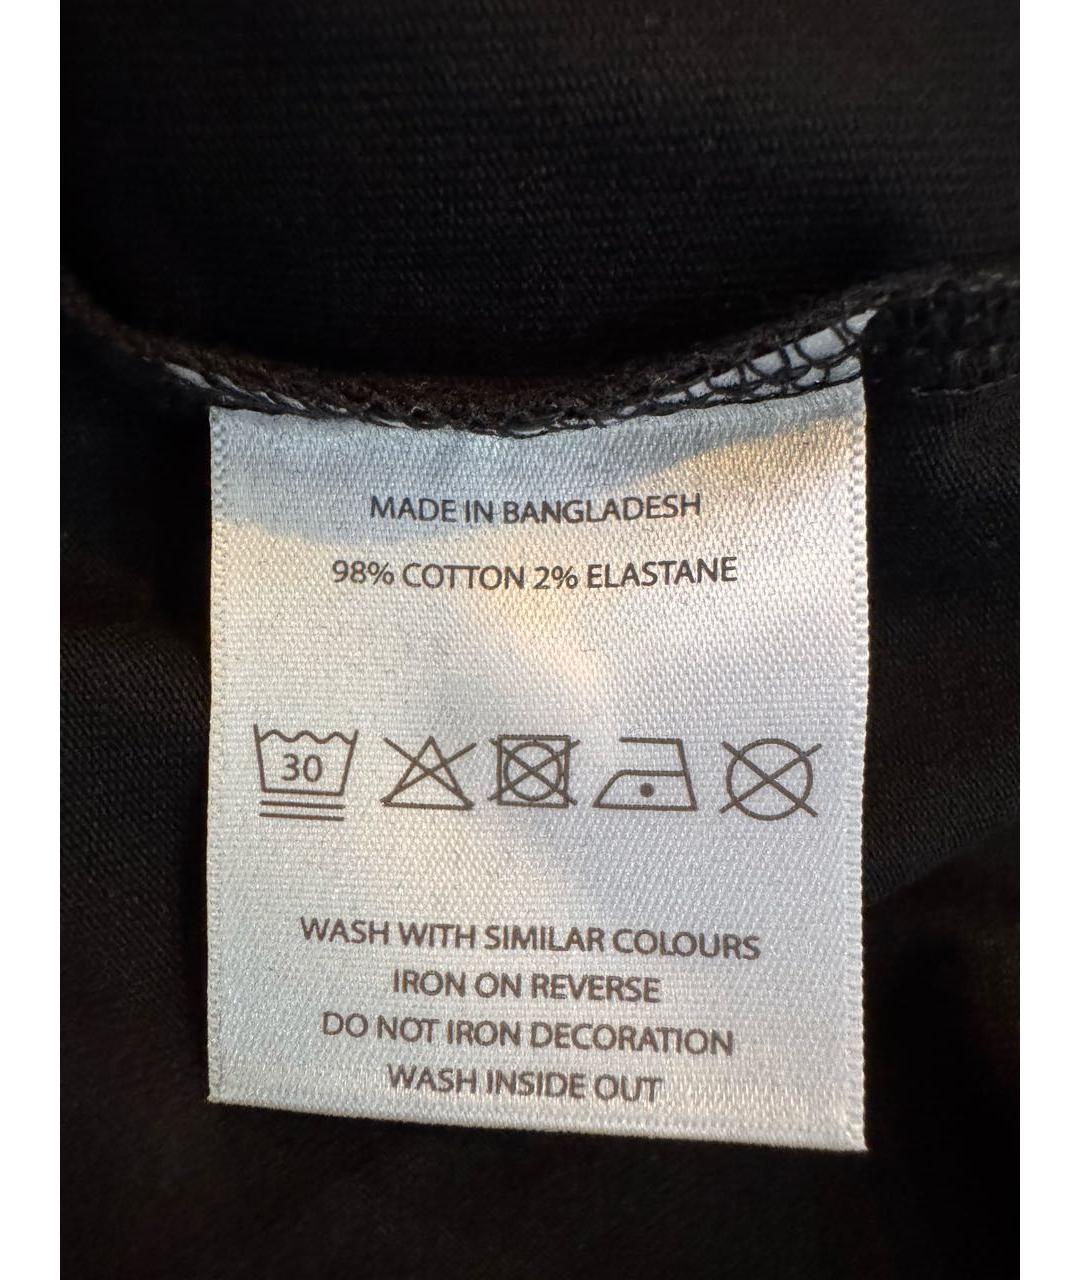 MADE IN BANGLADESH
98% COTTON 2% ELASTANE
30
WASH WITH SIMILAR COLOURS
IRON ON REVERSE
DO NOT IRON DECORATION
WASH INSIDE OUT